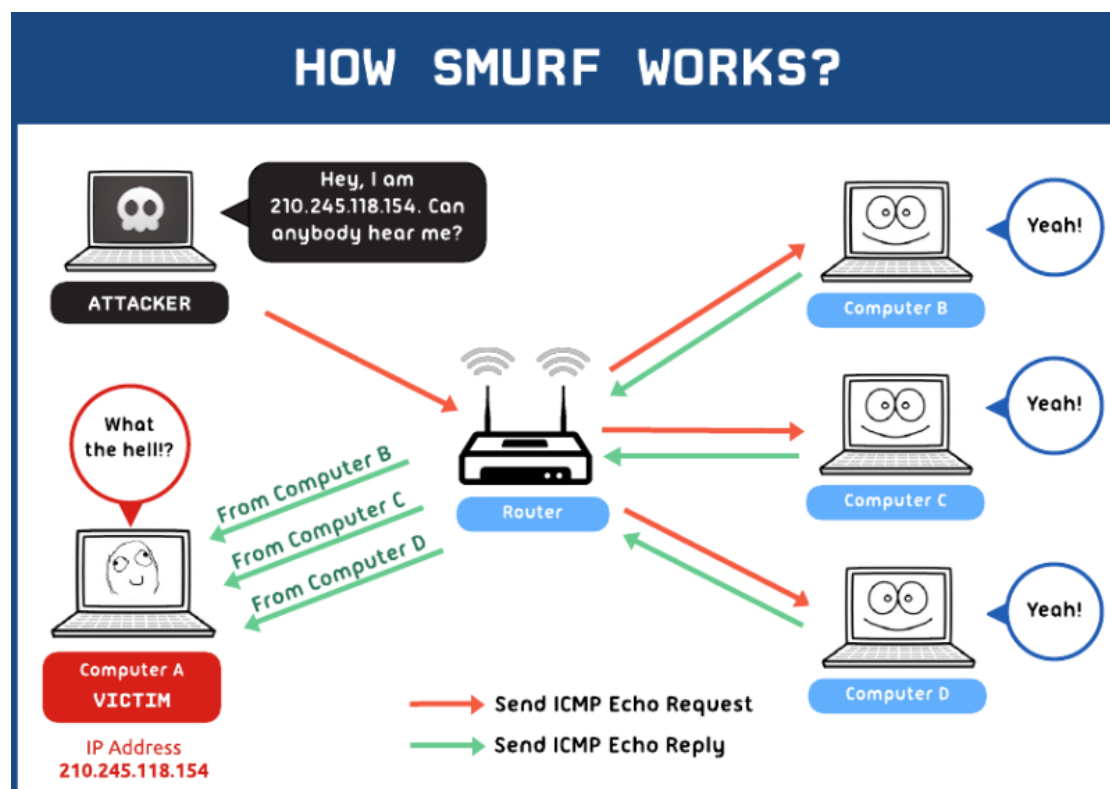 HOW SMURF WORKS?
Hey, I am
210.245.118.154. Can
anybody hear me?
ATTACKER
Yeah!
Computer B
What
the hell!?
From Computer B
From Computer C
From Computer D
Router
Yeah!
Computer C
Yeah!
Computer D
Computer A
VICTIM
IP Address
210.245.118.154
Send ICMP Echo Request
Send ICMP Echo Reply